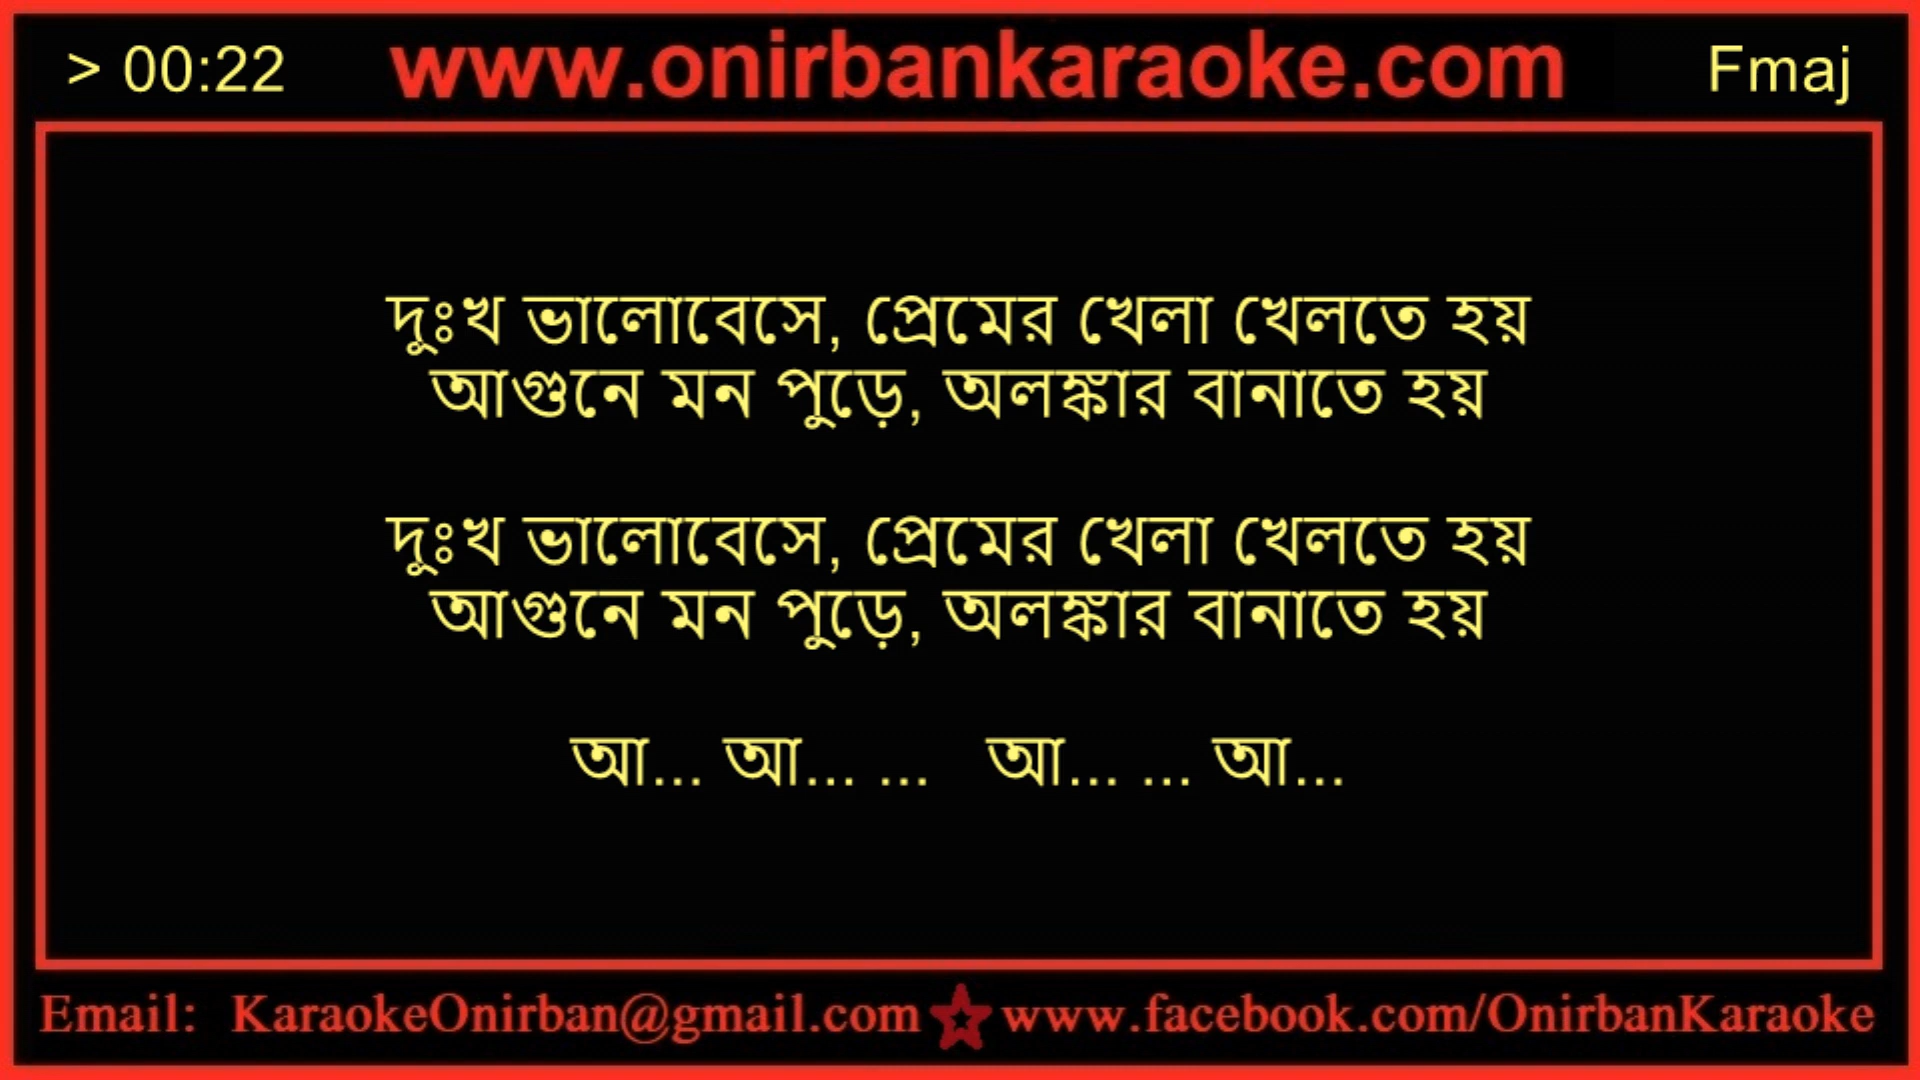 > 00:22 www.onirbankaraoke.com Fmaj
দুঃখ ভালোবেসে, প্রেমের খেলা খেলতে হয়
আগুনে মন পুড়ে, অলঙ্কার বানাতে হয়
দুঃখ ভালোবেসে, প্রেমের খেলা খেলতে হয়
আগুনে মন পুড়ে, অলঙ্কার বানাতে হয়
আ... আ... ... আ... ... আ...
Email: KaraokeOnirban@gmail.com www.facebook.com/OnirbanKaraoke